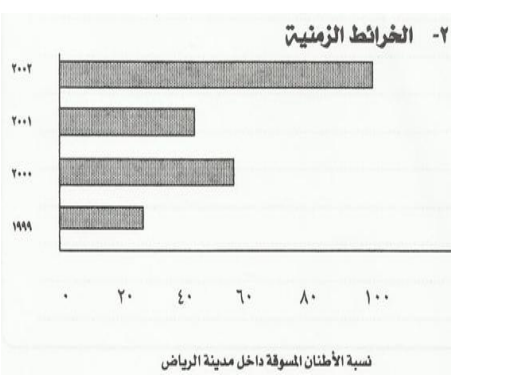 ٢- الخرائط الزمنية
٢٠٠٢
٢٠٠١
٢٠٠٠
١٩٩٩
٠ ٢٠ ٤٠ ٦٠ ٨٠ ١٠٠
نسبة الأطنان المسوقة داخل مدينة الرياض